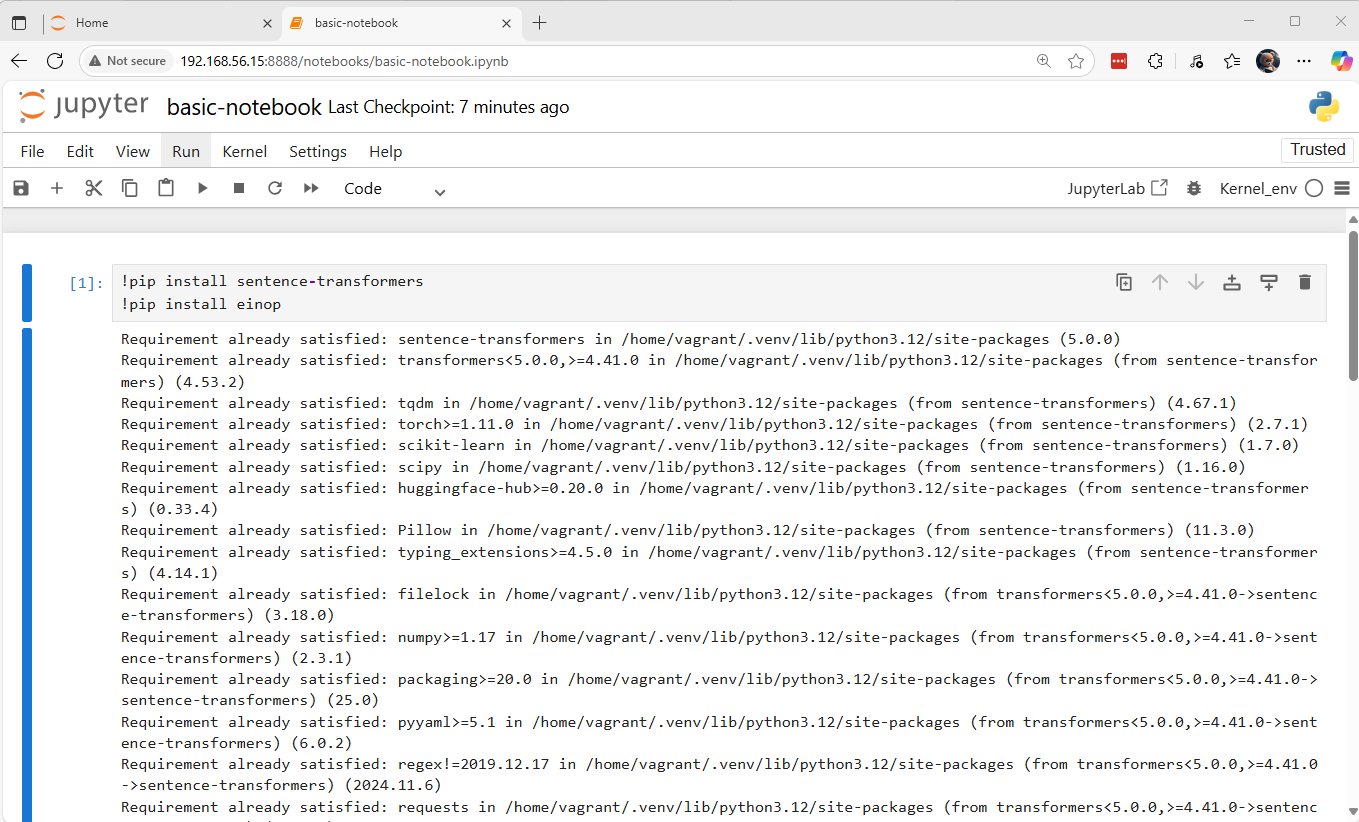 Home
basic-notebook
Not secure
192.168.56.15:8888/notebooks/basic-notebook.ipynb
jupyter
basic-notebook Last Checkpoint: 7 minutes ago
File Edit View Run Kernel Settings Help
Trusted
Code
JupyterLab
Kernel_env
[1]:
!pip install sentence-transformers
!pip install einop
Requirement already satisfied: sentence-transformers in /home/vagrant/.venv/lib/python3.12/site-packages (5.0.0)
Requirement already satisfied: transformers<5.0.0,>=4.41.0 in /home/vagrant/.venv/lib/python3.12/site-packages (from sentence-transfor
mers) (4.53.2)
Requirement already satisfied: tqdm in /home/vagrant/.venv/lib/python3.12/site-packages (from sentence-transformers) (4.67.1)
Requirement already satisfied: torch>=1.11.0 in /home/vagrant/.venv/lib/python3.12/site-packages (from sentence-transformers) (2.7.1)
Requirement already satisfied: scikit-learn in /home/vagrant/.venv/lib/python3.12/site-packages (from sentence-transformers) (1.7.0)
Requirement already satisfied: scipy in /home/vagrant/.venv/lib/python3.12/site-packages (from sentence-transformers) (1.16.0)
Requirement already satisfied: huggingface-hub>=0.20.0 in /home/vagrant/.venv/lib/python3.12/site-packages (from sentence-transformer
s) (0.33.4)
Requirement already satisfied: Pillow in /home/vagrant/.venv/lib/python3.12/site-packages (from sentence-transformers) (11.3.0)
Requirement already satisfied: typing_extensions>=4.5.0 in /home/vagrant/.venv/lib/python3.12/site-packages (from sentence-transformer
s) (4.14.1)
Requirement already satisfied: filelock in /home/vagrant/.venv/lib/python3.12/site-packages (from transformers<5.0.0,>=4.41.0->sentenc
e-transformers) (3.18.0)
Requirement already satisfied: numpy>=1.17 in /home/vagrant/.venv/lib/python3.12/site-packages (from transformers<5.0.0,>=4.41.0->sent
ence-transformers) (2.3.1)
Requirement already satisfied: packaging>=20.0 in /home/vagrant/.venv/lib/python3.12/site-packages (from transformers<5.0.0,>=4.41.0->
sentence-transformers) (25.0)
Requirement already satisfied: pyyaml>=5.1 in /home/vagrant/.venv/lib/python3.12/site-packages (from transformers<5.0.0,>=4.41.0->sent
ence-transformers) (6.0.2)
Requirement already satisfied: regex!=2019.12.17 in /home/vagrant/.venv/lib/python3.12/site-packages (from transformers<5.0.0,>=4.41.0
->sentence-transformers) (2024.11.6)
Requirement already satisfied: requests in /home/vagrant/.venv/lib/python3.12/site-packages (from transformers<5.0.0,>=4.41.0->sentenc